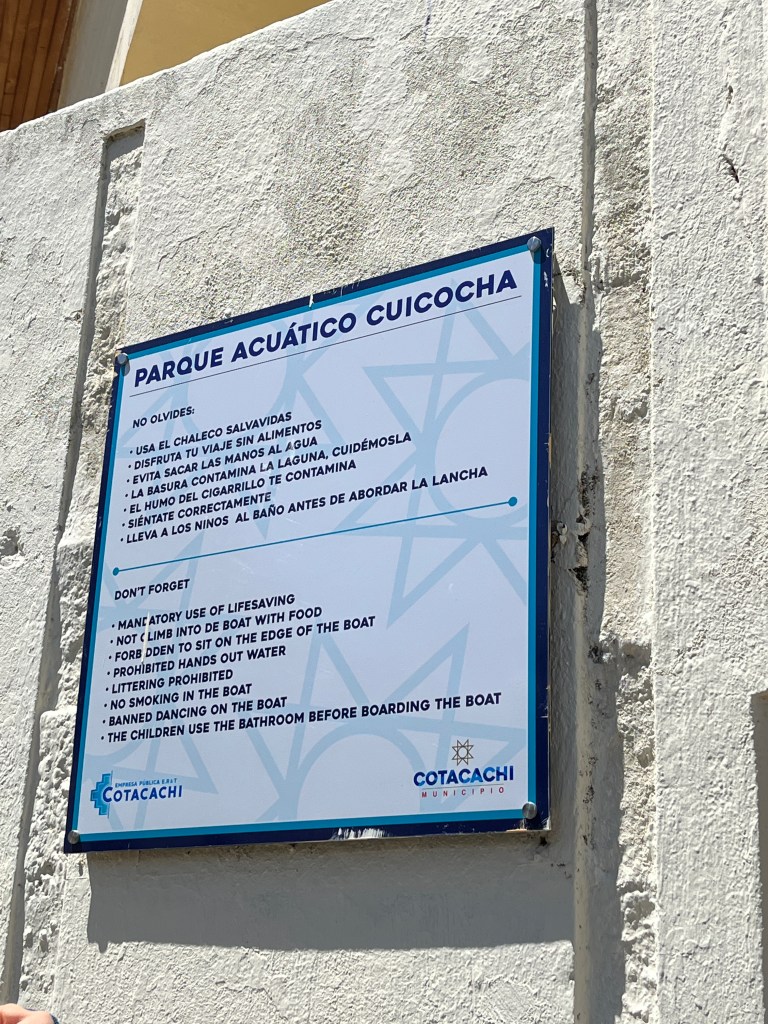 PARQUE ACUÁTICO CUICOCHA
NO OLVIDES:
• USA EL CHALECO SALVAVIDAS
• DISFRUTA TU VIAJE SIN ALIMENTOS
• EVITA SACAR LAS MANOS AL AGUA
• LA BASURA CONTAMINA LA LAGUNA, CUIDÉMOSLA
• EL HUMO DEL CIGARRILLO TE CONTAMINA
• SIÉNTATE CORRECTAMENTE
• LLEVA A LOS NINOS AL BAÑO ANTES DE ABORDAR LA LANCHA
DON'T FORGET
• MANDATORY USE OF LIFESAVING
• NOT CLIMB INTO DE BOAT WITH FOOD
• FORBIDDEN TO SIT ON THE EDGE OF THE BOAT
• PROHIBITED HANDS OUT WATER
• LITTERING PROHIBITED
• NO SMOKING IN THE BOAT
• BANNED DANCING ON THE BOAT
• THE CHILDREN USE THE BATHROOM BEFORE BOARDING THE BOAT
EMPRESA PÚBLICA
COTACACHI
COTACACHI
MUNICIPIO